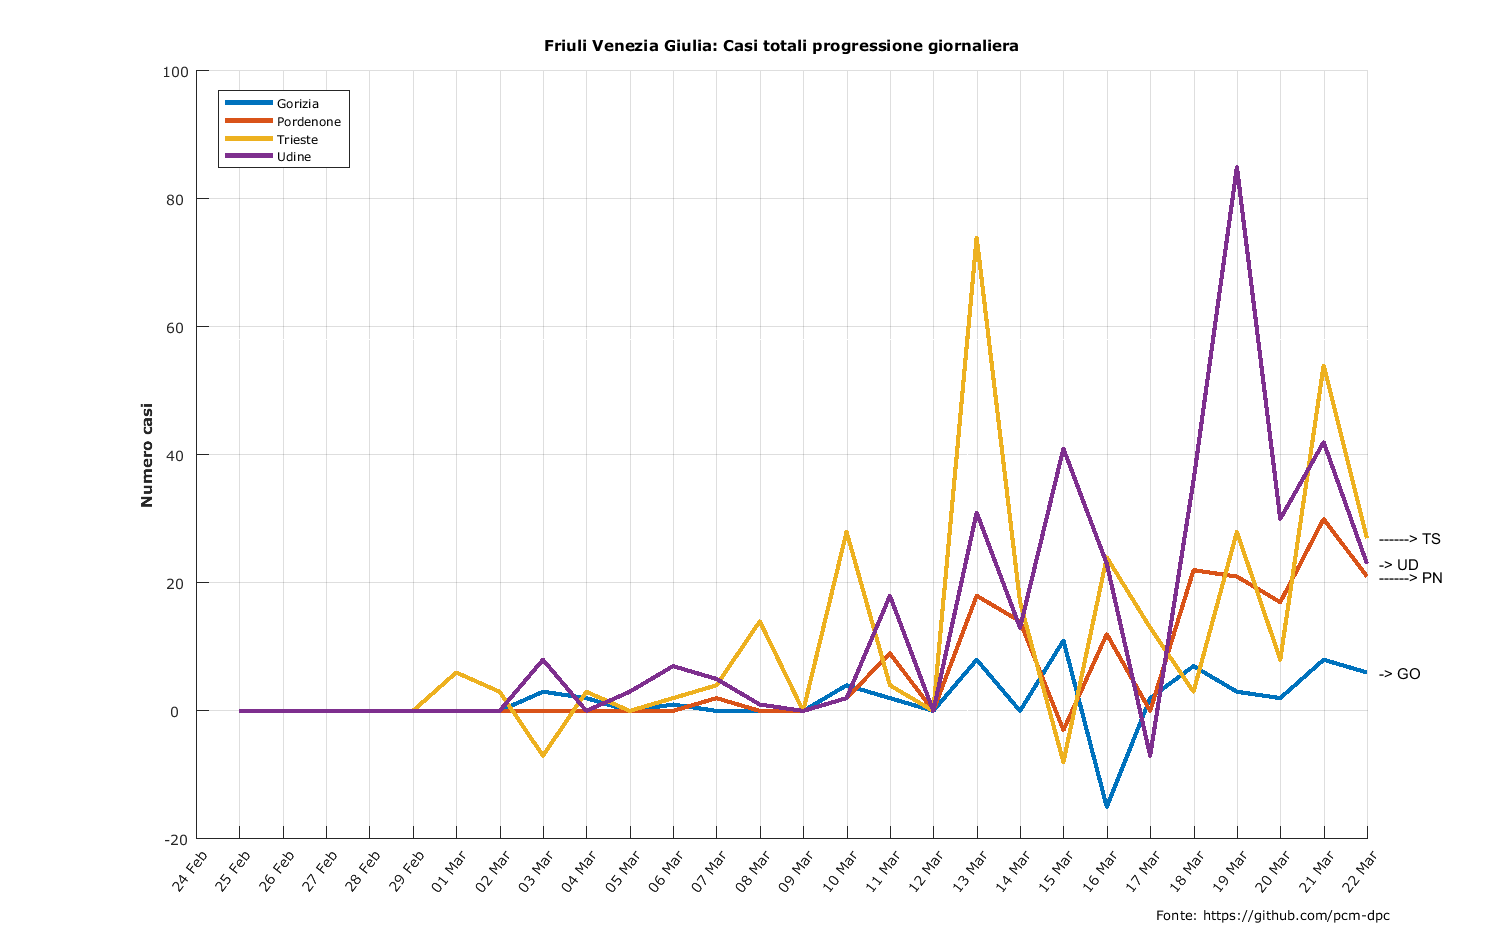 Friuli Venezia Giulia: Casi totali progressione giornaliera
100
80
60
40
20
0
-20
Numero casi
Gorizia
Pordenone
Trieste
Udine
------> TS
-> UD
------> PN
-> GO
24 Feb
25 Feb
26 Feb
27 Feb
28 Feb
29 Feb
01 Mar
02 Mar
03 Mar
04 Mar
05 Mar
06 Mar
07 Mar
08 Mar
09 Mar
10 Mar
11 Mar
12 Mar
13 Mar
14 Mar
15 Mar
16 Mar
17 Mar
18 Mar
19 Mar
20 Mar
21 Mar
22 Mar
Fonte: https://github.com/pcm-dpc